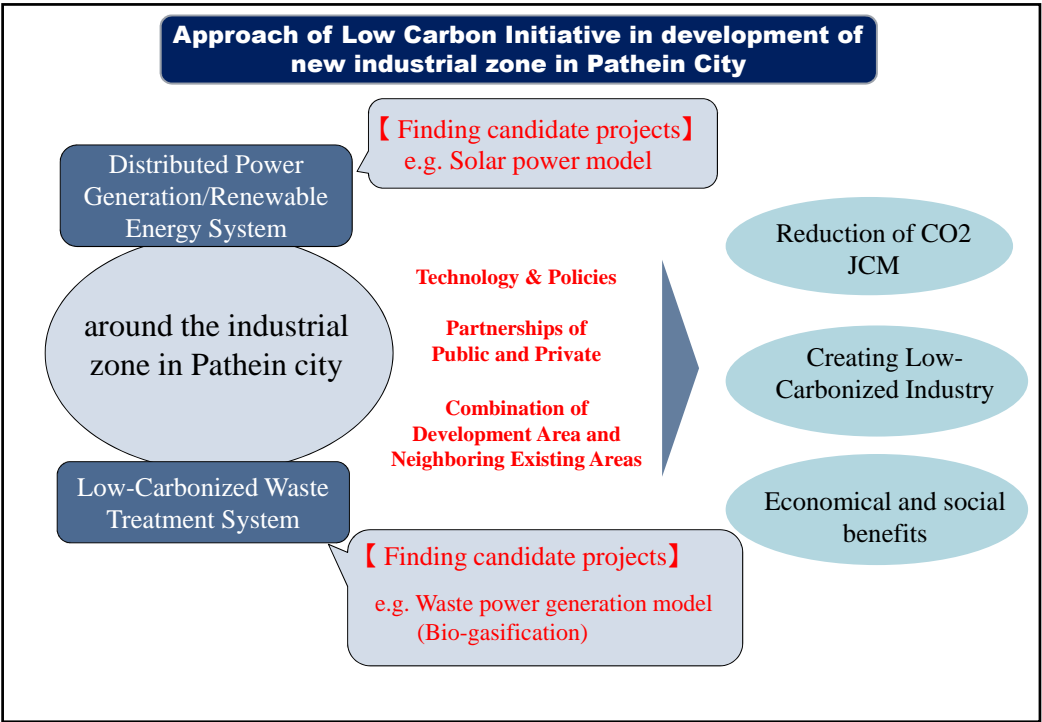 Approach of Low Carbon Initiative in development of
new industrial zone in Pathein City
【 Finding candidate projects】
e.g. Solar power model
Distributed Power
Generation/Renewable
Energy System
around the industrial
zone in Pathein city
Low-Carbonized Waste
Treatment System
【 Finding candidate projects】
e.g. Waste power generation model
(Bio-gasification)
Technology & Policies
Partnerships of
Public and Private
Combination of
Development Area and
Neighboring Existing Areas
Reduction of CO2
JCM
Creating Low-
Carbonized Industry
Economical and social
benefits